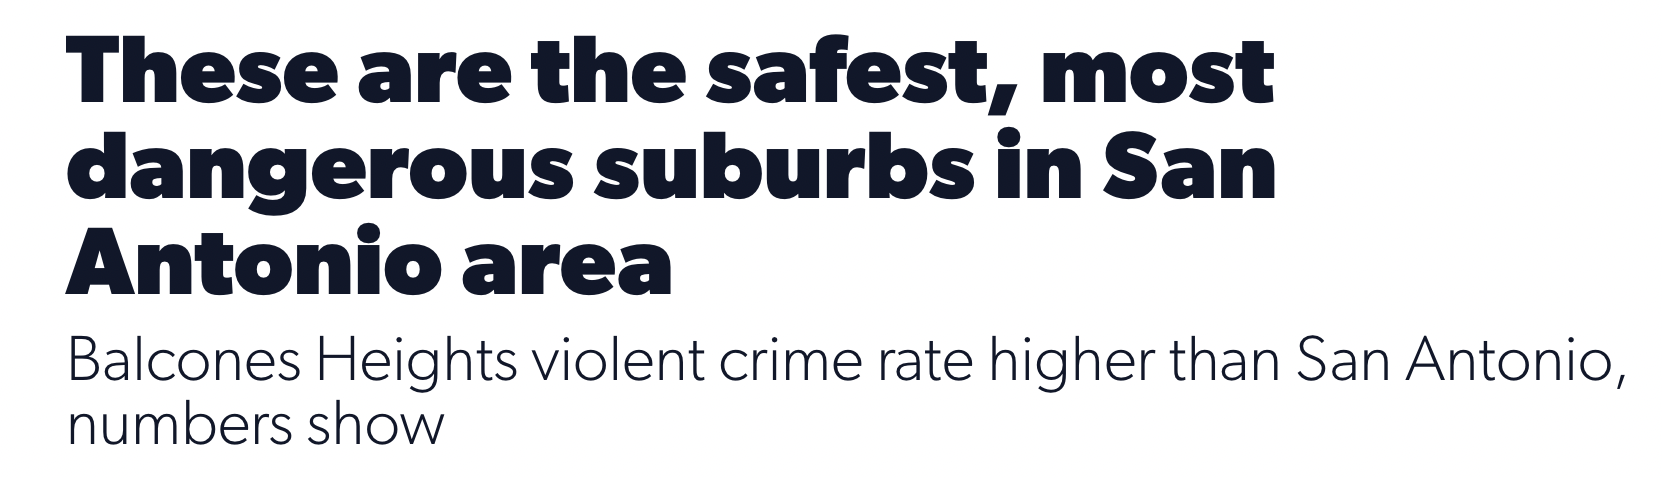 These are the safest, most
dangerous suburbs in San
Antonio area
Balcones Heights violent crime rate higher than San Antonio,
numbers show